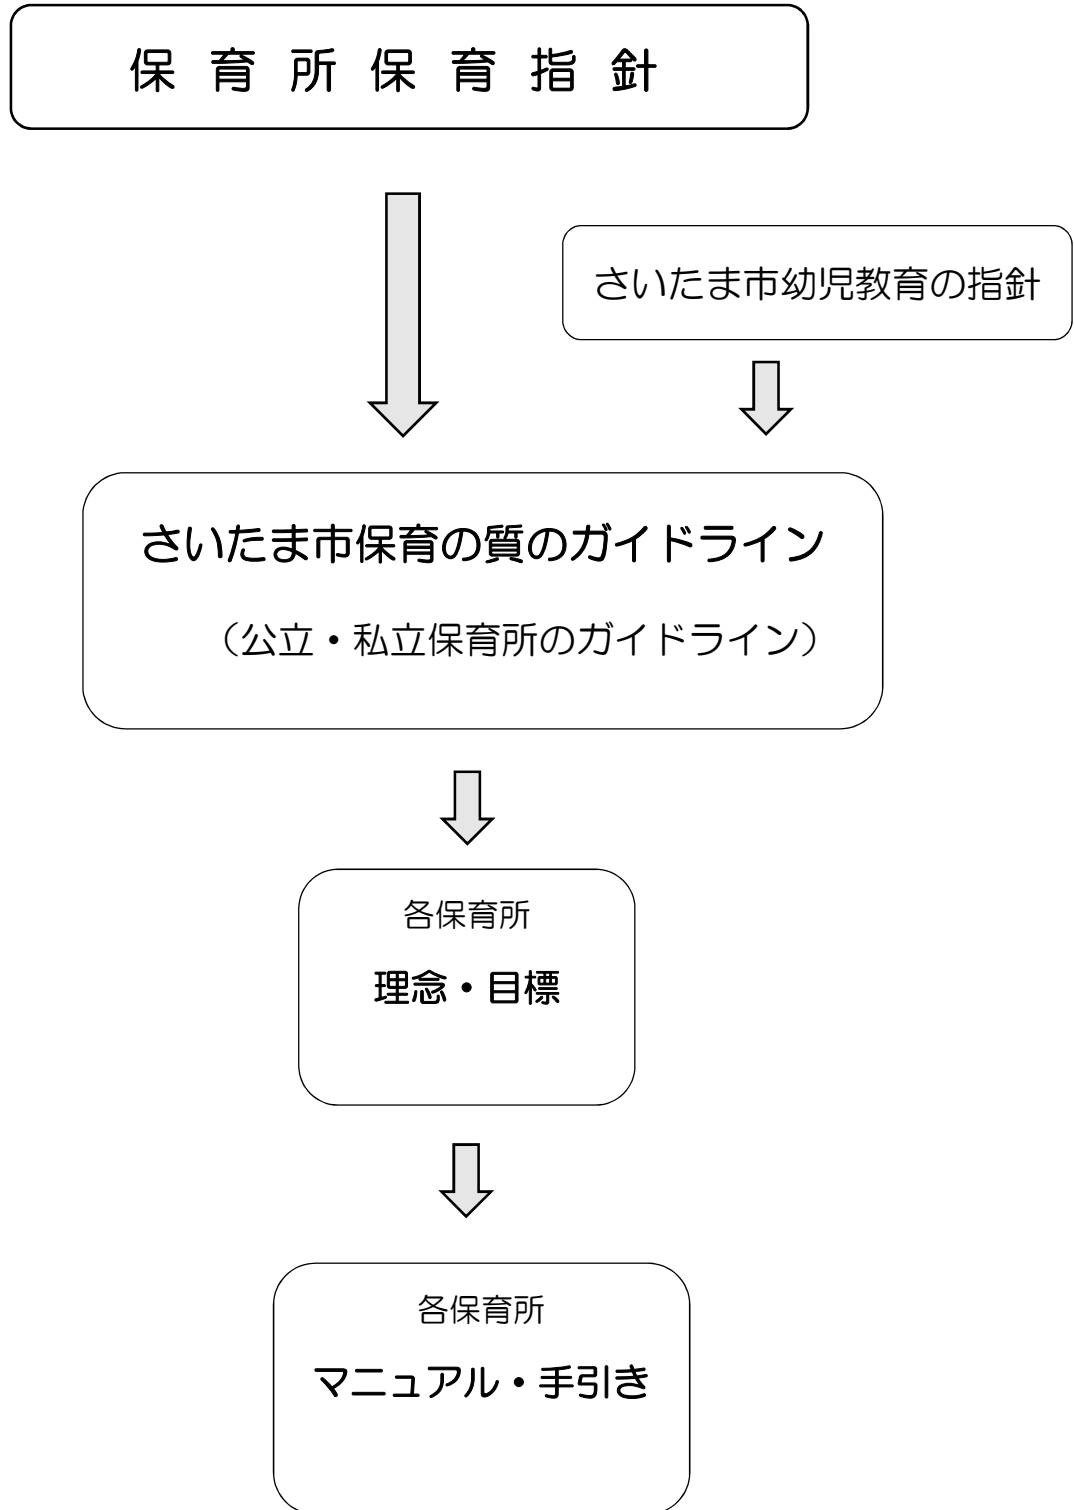 保育所保育指針
さいたま市幼児教育の指針
さいたま市保育の質のガイドライン
（公立・私立保育所のガイドライン）
各保育所
理念・目標
各保育所
マニュアル・手引き